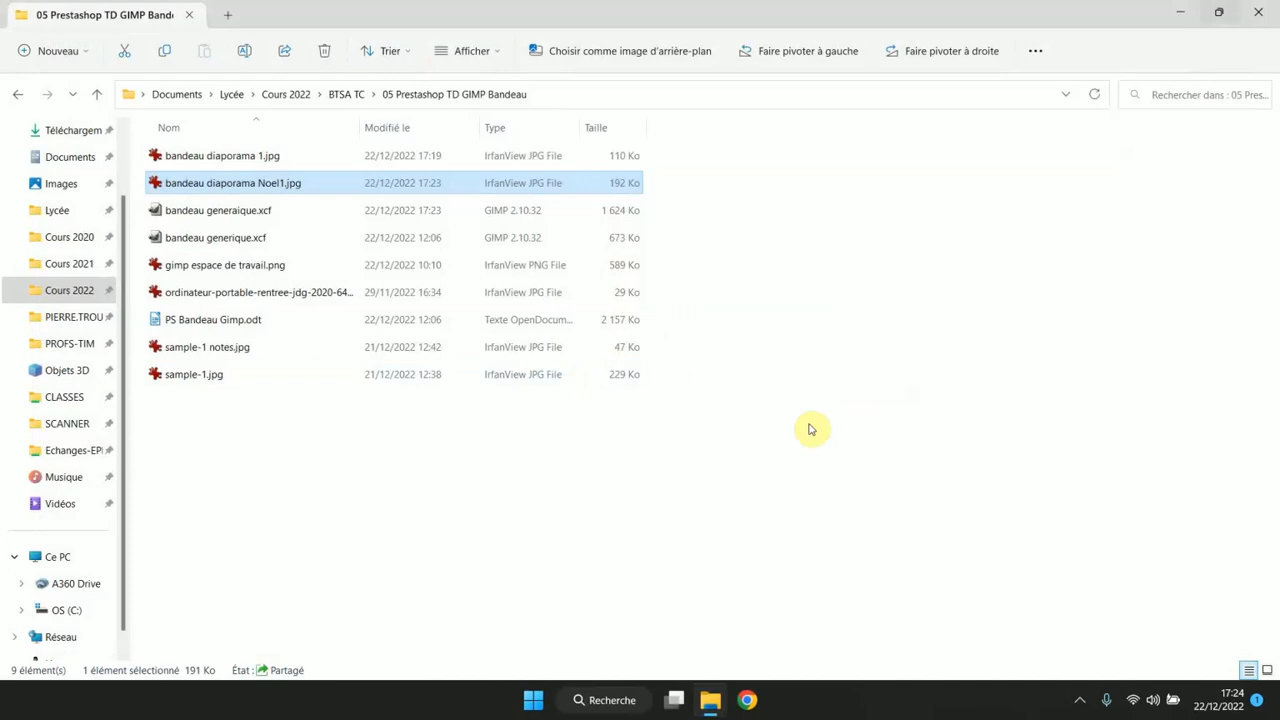 05 Prestashop TD GIMP Bande
Nouveau
Trier
Afficher
Choisir comme image d'arrière-plan
Faire pivoter à gauche
Faire pivoter à droite
Documents > Lycée > Cours 2022 > BTSA TC > 05 Prestashop TD GIMP Bandeau
Rechercher dans : 05 Pres...
Nom Modifié le Type Taille
bandeau diaporama 1.jpg 22/12/2022 17:19 IrfanView JPG File 110 Ko
bandeau diaporama Noel1.jpg 22/12/2022 17:23 IrfanView JPG File 192 Ko
bandeau generaique.xcf 22/12/2022 17:23 GIMP 2.10.32 1 624 Ko
bandeau generique.xcf 22/12/2022 12:06 GIMP 2.10.32 673 Ko
gimp espace de travail.png 22/12/2022 10:10 IrfanView PNG File 589 Ko
ordinateur-portable-rentree-jdg-2020-64... 29/11/2022 16:34 IrfanView JPG File 29 Ko
PS Bandeau Gimp.odt 22/12/2022 12:06 Texte OpenDocum... 2 157 Ko
sample-1 notes.jpg 21/12/2022 12:42 IrfanView JPG File 47 Ko
sample-1.jpg 21/12/2022 12:38 IrfanView JPG File 229 Ko
Téléchargem
Documents
Images
Lycée
Cours 2020
Cours 2021
Cours 2022
PIERRE.TROU
PROFS-TIM
Objets 3D
CLASSES
SCANNER
Echanges-EPI
Musique
Vidéos
Ce PC
A360 Drive
OS (C:)
Réseau
9 élément(s) 1 élément sélectionné 191 Ko État : Partagé
Recherche
17:24
22/12/2022
1